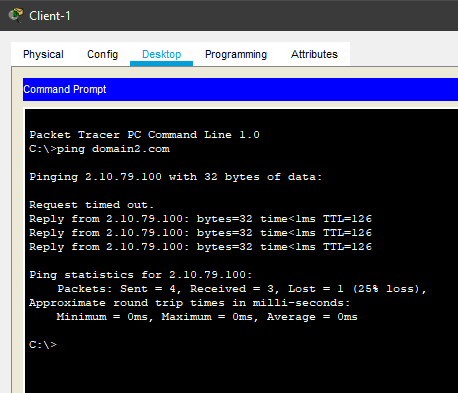 Client-1
Physical Config Desktop Programming Attributes
Command Prompt
Packet Tracer PC Command Line 1.0
C:\>ping domain2.com
Pinging 2.10.79.100 with 32 bytes of data:
Request timed out.
Reply from 2.10.79.100: bytes=32 time<1ms TTL=126
Reply from 2.10.79.100: bytes=32 time<1ms TTL=126
Reply from 2.10.79.100: bytes=32 time<1ms TTL=126
Ping statistics for 2.10.79.100:
    Packets: Sent = 4, Received = 3, Lost = 1 (25% loss),
Approximate round trip times in milli-seconds:
    Minimum = 0ms, Maximum = 0ms, Average = 0ms
C:\>